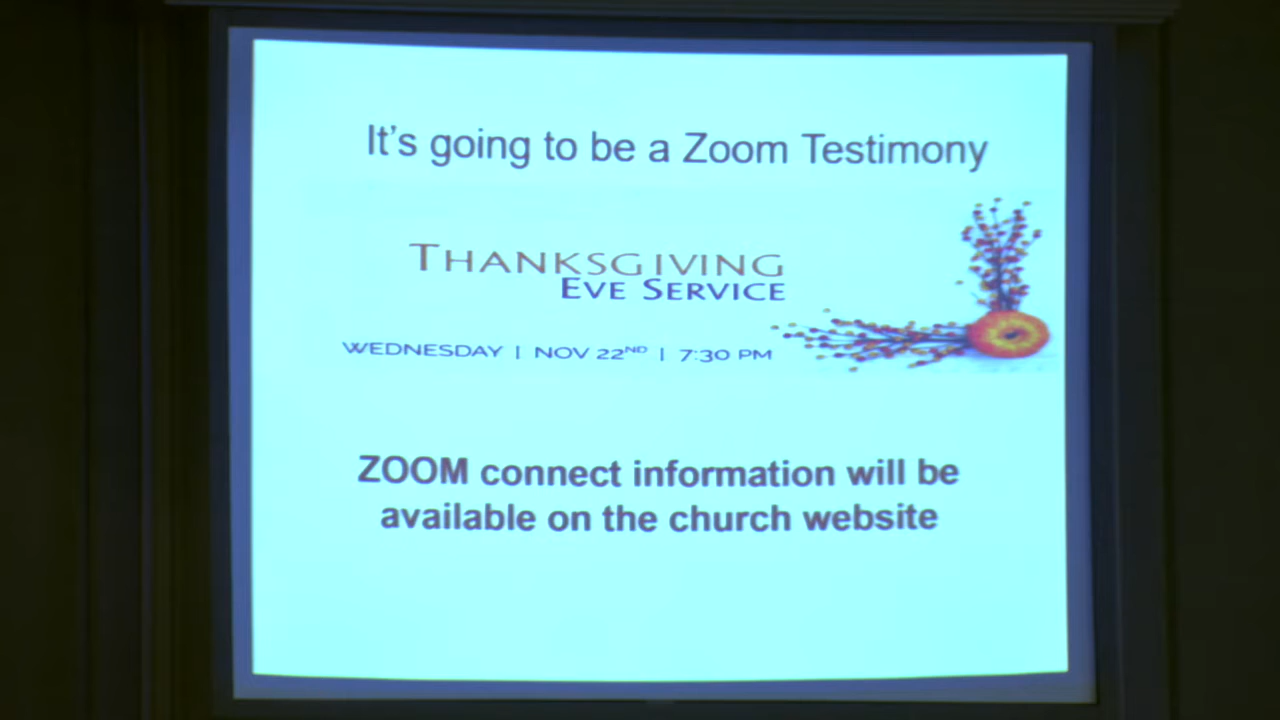 It's going to be a Zoom Testimony
THANKSGIVING
EVE SERVICE
WEDNESDAY | NOV 22ND | 7:30 PM
ZOOM connect information will be
available on the church website